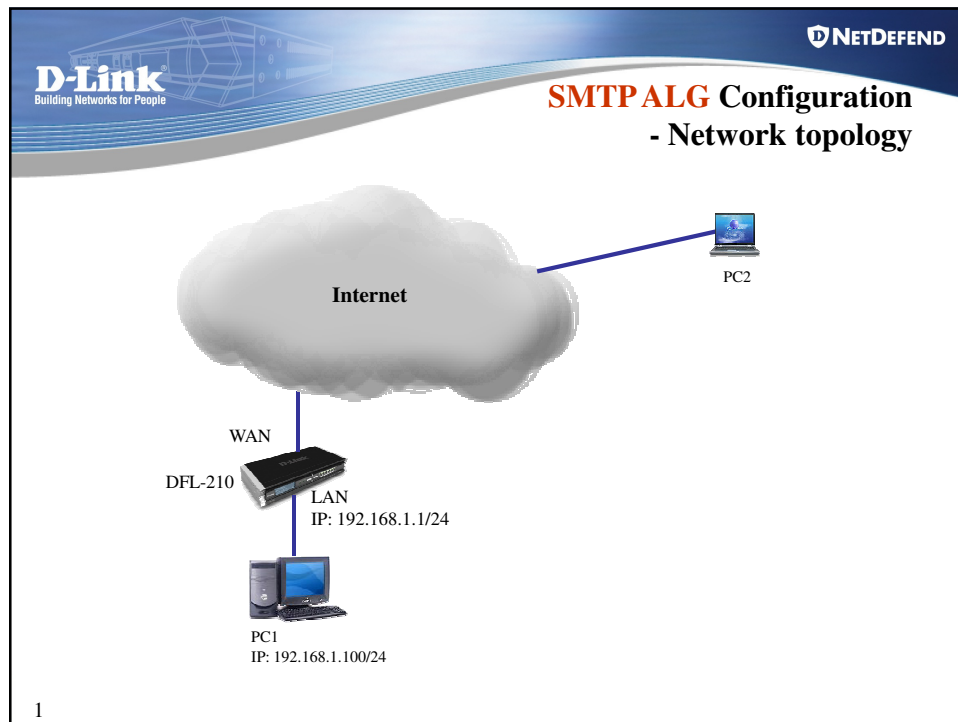 NETDEFEND
D-Link
Building Networks for People
SMTP ALG Configuration
- Network topology
PC2
Internet
WAN
D-Link
DFL-210
LAN
IP: 192.168.1.1/24
PC1
IP: 192.168.1.100/24
1